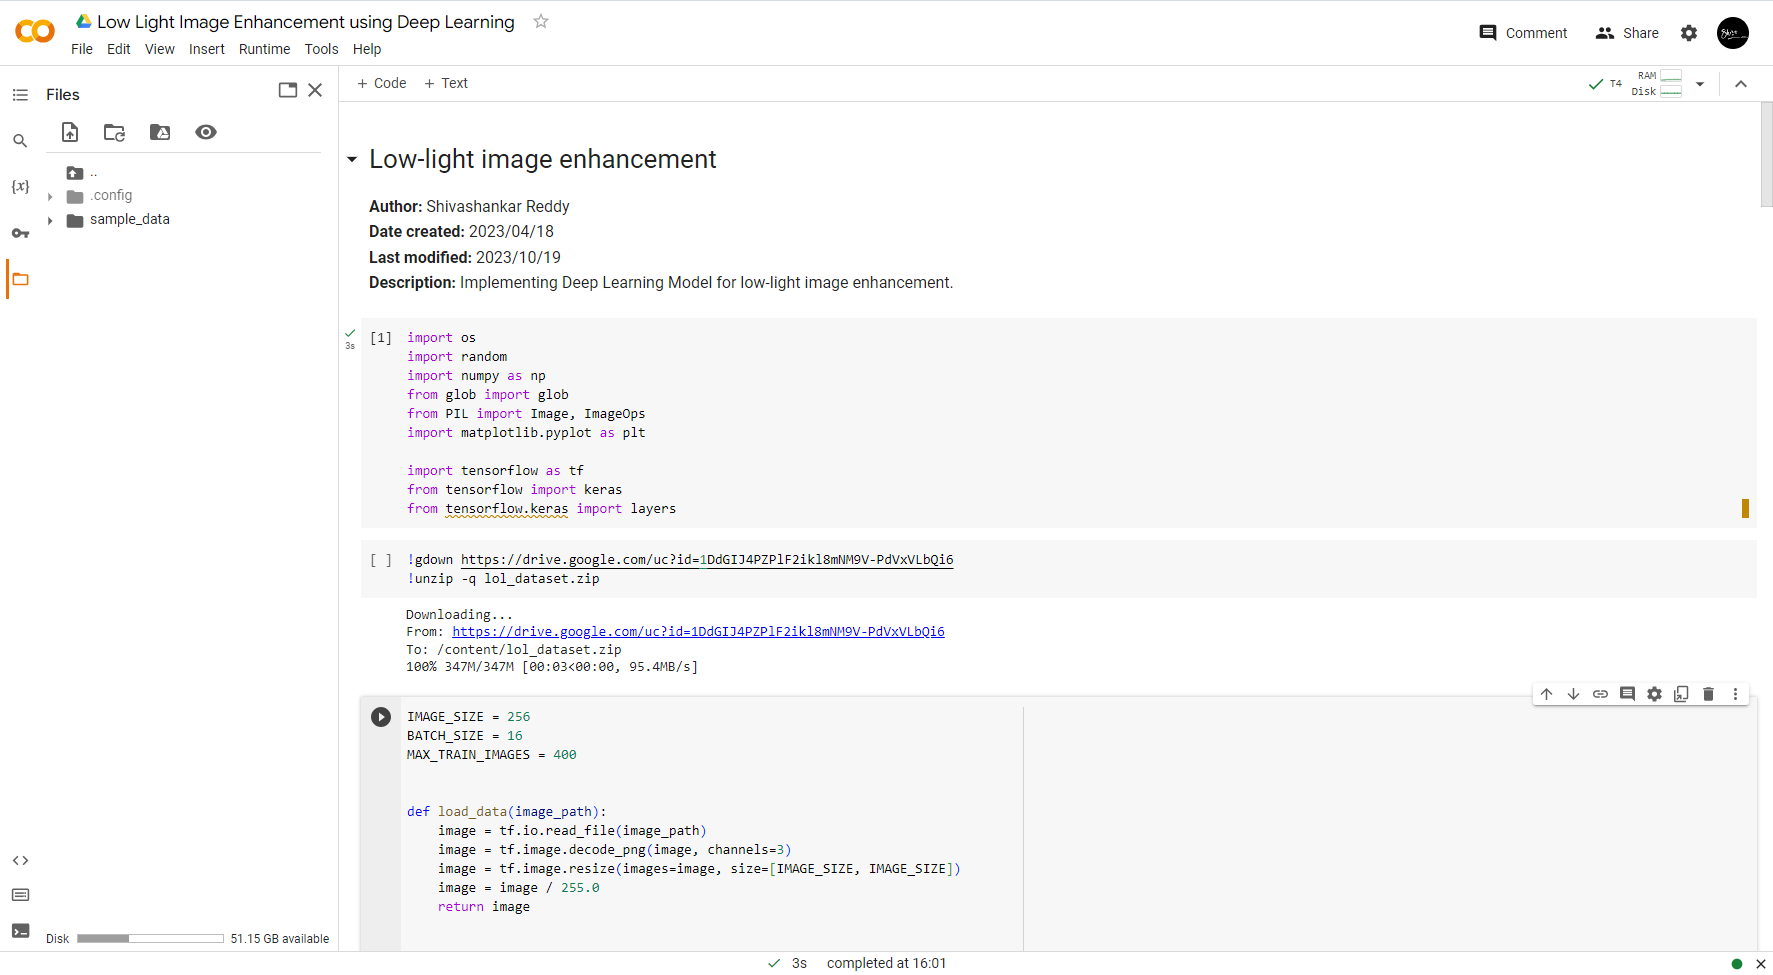 Low Light Image Enhancement using Deep Learning
File Edit View Insert Runtime Tools Help
Comment Share
Files
+ Code + Text
T4 RAM
Disk
..
.config
sample_data
{x}
Low-light image enhancement
Author: Shivashankar Reddy
Date created: 2023/04/18
Last modified: 2023/10/19
Description: Implementing Deep Learning Model for low-light image enhancement.
3s
[1] import os
import random
import numpy as np
from glob import glob
from PIL import Image, ImageOps
import matplotlib.pyplot as plt
import tensorflow as tf
from tensorflow import keras
from tensorflow.keras import layers
[ ] !gdown https://drive.google.com/uc?id=1DdGIJ4PZPlF2ikl8mNM9V-PdVxVLbQi6
!unzip -q lol_dataset.zip
Downloading...
From: https://drive.google.com/uc?id=1DdGIJ4PZPlF2ikl8mNM9V-PdVxVLbQi6
To: /content/lol_dataset.zip
100% 347M/347M [00:03<00:00, 95.4MB/s]
IMAGE_SIZE = 256
BATCH_SIZE = 16
MAX_TRAIN_IMAGES = 400
def load_data(image_path):
image = tf.io.read_file(image_path)
image = tf.image.decode_png(image, channels=3)
image = tf.image.resize(images=image, size=[IMAGE_SIZE, IMAGE_SIZE])
image = image / 255.0
return image
Disk 51.15 GB available
3s completed at 16:01